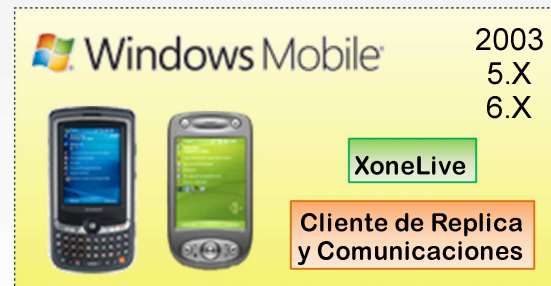 Windows Mobile
2003
5.X
6.X
XoneLive
Cliente de Replica
y Comunicaciones